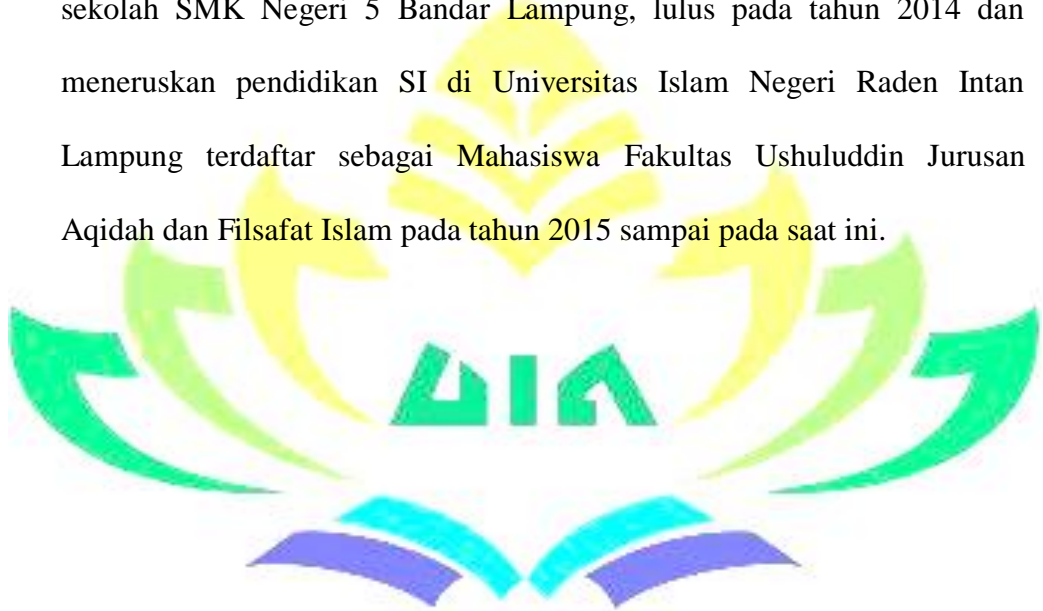 sekolah SMK Negeri 5 Bandar Lampung, lulus pada tahun 2014 dan
meneruskan pendidikan SI di Universitas Islam Negeri Raden Intan
Lampung terdaftar sebagai Mahasiswa Fakultas Ushuluddin Jurusan
Aqidah dan Filsafat Islam pada tahun 2015 sampai pada saat ini.
UIN